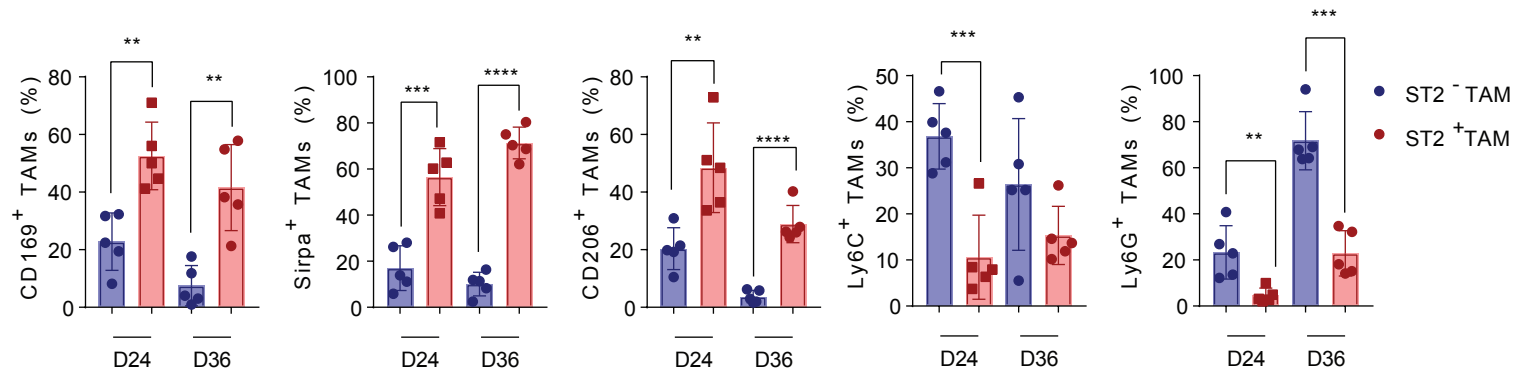 CD169+ TAMs (%)
80
60
40
20
0
**
**
D24
D36
Sirpa+ TAMs (%)
100
80
60
40
20
0
***
****
D24
D36
CD206+ TAMs (%)
80
60
40
20
0
**
****
D24
D36
Ly6C+ TAMs (%)
50
40
30
20
10
0
***
D24
D36
Ly6G+ TAMs (%)
100
80
60
40
20
0
**
***
D24
D36
ST2 - TAM
ST2 + TAM